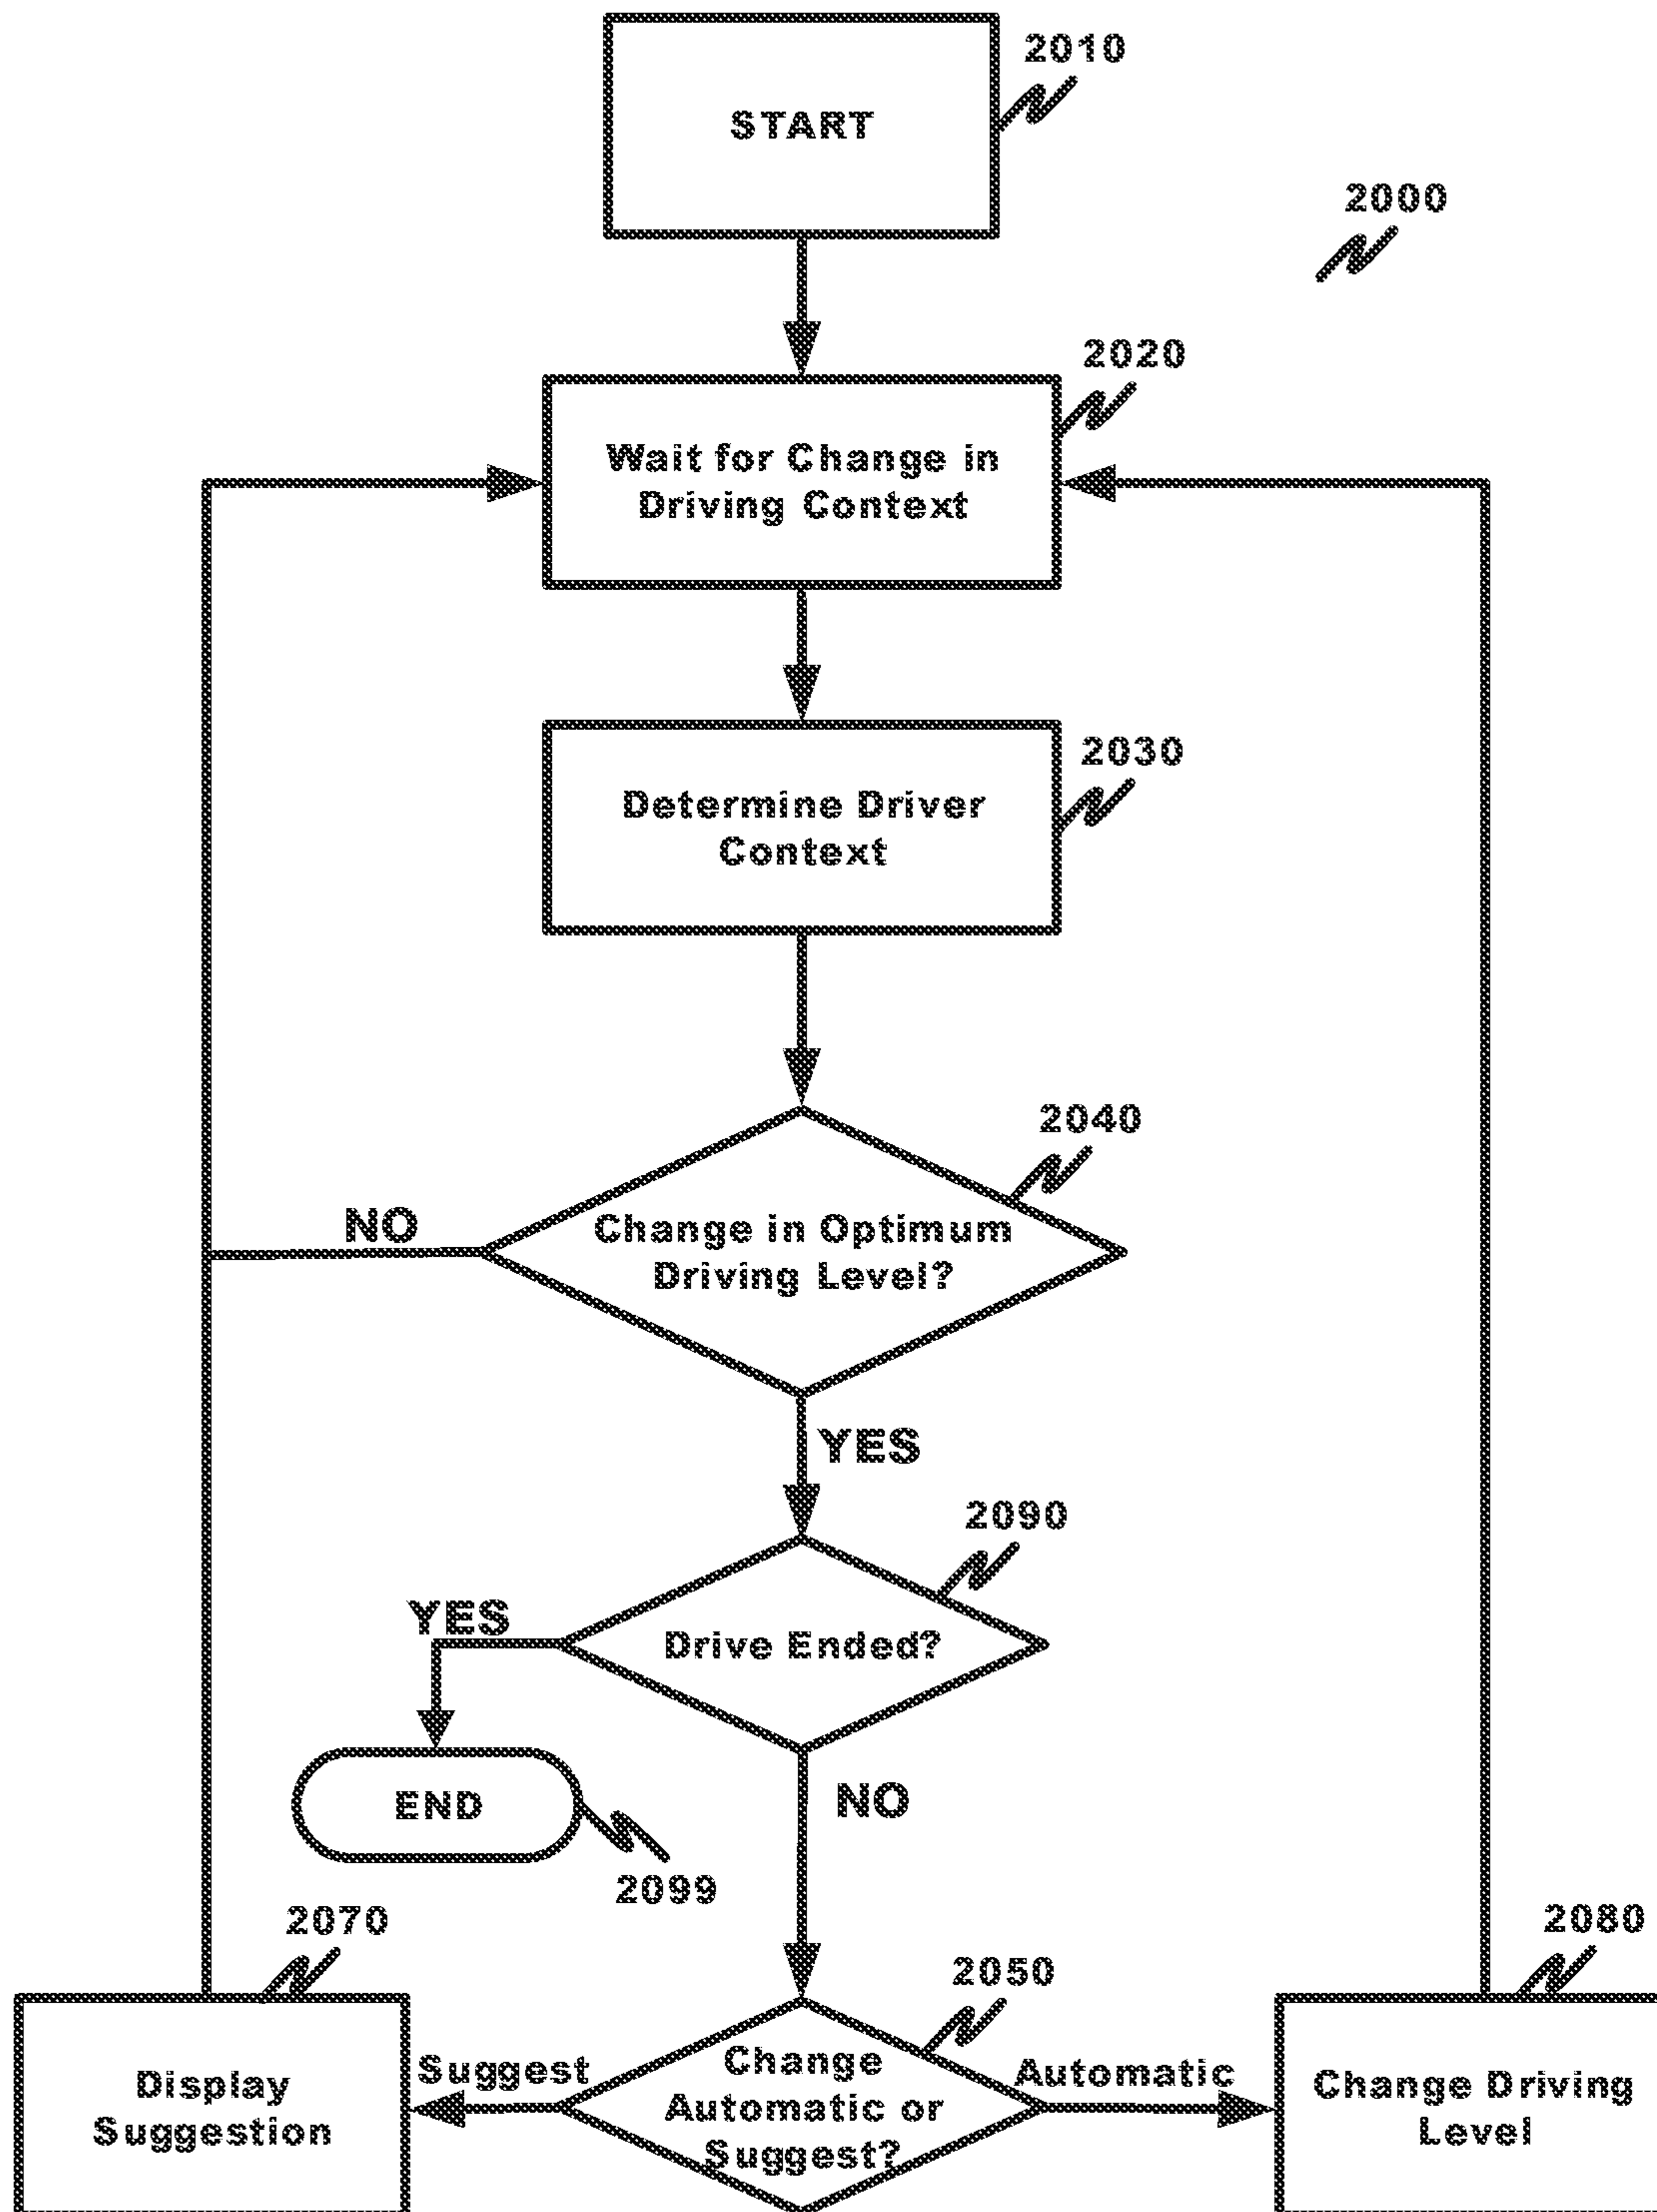 2010
START
2000
2020
Wait for Change in
Driving Context
2030
Determine Driver
Context
2040
NO
Change in Optimum
Driving Level?
YES
2090
YES
Drive Ended?
END
NO
2099
2070
2080
2050
Suggest
Change
Automatic or
Suggest?
Automatic
Display
Suggestion
Change Driving
Level